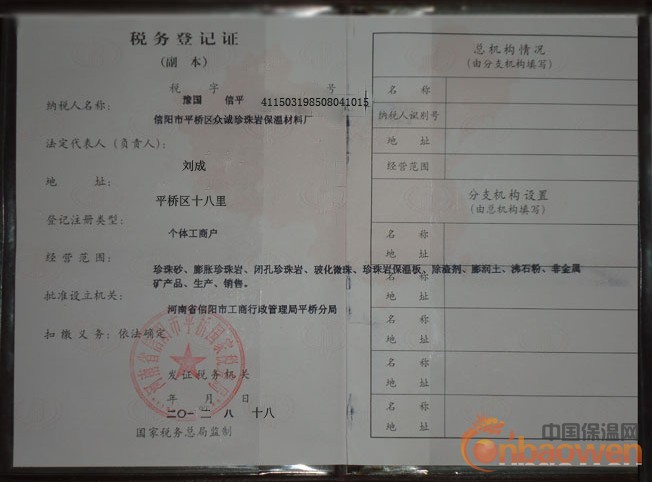 税务登记证
(副 本)
税 字 号
豫国 信平 411503198508041015
纳税人名称:
信阳市平桥区众诚珍珠岩保温材料厂
法定代表人(负责人):
刘成
地 址:
平桥区十八里
登记注册类型:
个体工商户
经营范围:
珍珠砂、膨胀珍珠岩、闭孔珍珠岩、玻化微珠、珍珠岩保温板、除渣剂、膨润土、沸石粉、非金属
矿产品、生产、销售。
批准设立机关:
河南省信阳市工商行政管理局平桥分局
扣缴义务:依法确定
发证税务机关
年 月 日
二〇一二 八 十八
国家税务总局监制
总机构情况
(由分支机构填写)
名 称
纳税人识别号
地 址
经营范围
分支机构设置
(由总机构填写)
名 称
地 址
名 称
地 址
名 称
地 址
名 称
地 址
名 称
地 址
中国保温网
nbaowen